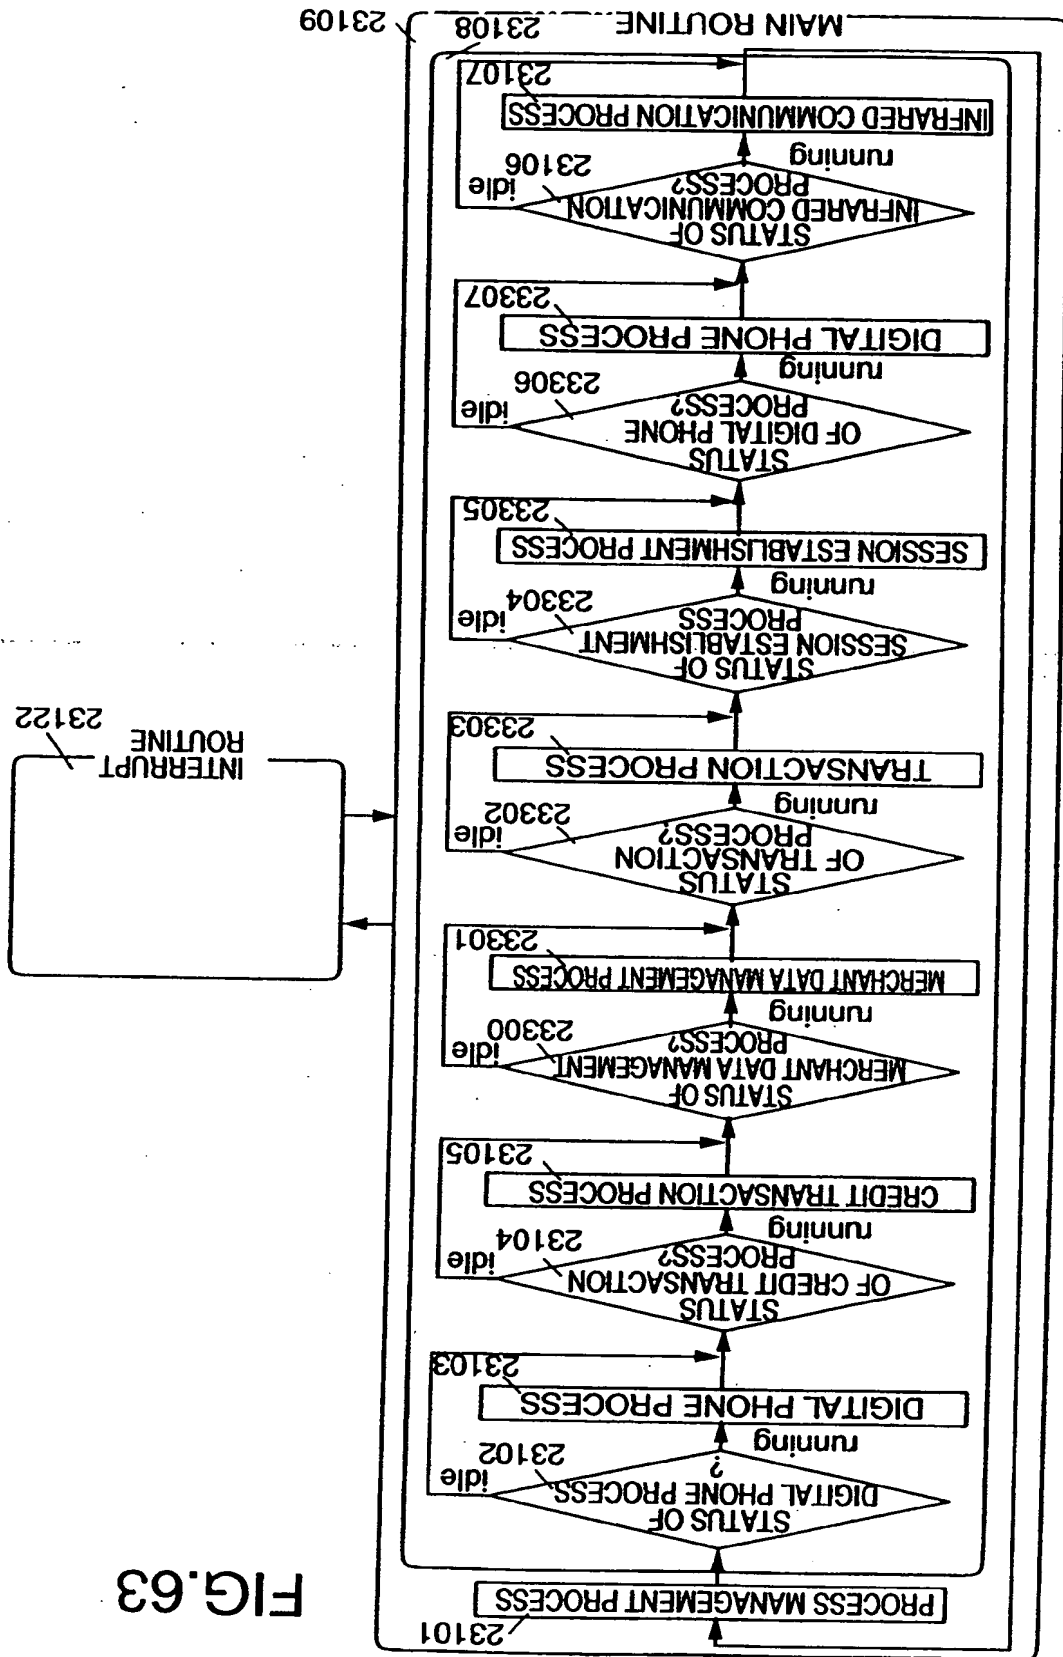 FIG.63
23101
PROCESS MANAGEMENT PROCESS
STATUS OF
DIGITAL PHONE PROCESS
?
23102
idle
running
DIGITAL PHONE PROCESS
23103
STATUS
OF CREDIT TRANSACTION
PROCESS?
23104
idle
running
CREDIT TRANSACTION PROCESS
23105
STATUS OF
MERCHANT DATA MANAGEMENT
PROCESS?
23300
idle
running
MERCHANT DATA MANAGEMENT PROCESS
23301
STATUS
OF TRANSACTION
PROCESS?
23302
idle
running
TRANSACTION PROCESS
23303
STATUS OF
SESSION ESTABLISHMENT
PROCESS
23304
idle
running
SESSION ESTABLISHMENT PROCESS
23305
STATUS
OF DIGITAL PHONE
PROCESS?
23306
idle
running
DIGITAL PHONE PROCESS
23307
STATUS OF
INFRARED COMMUNICATION
PROCESS?
23106
idle
running
INFRARED COMMUNICATION PROCESS
23107
23108
MAIN ROUTINE
23109
INTERRUPT
ROUTINE
23122